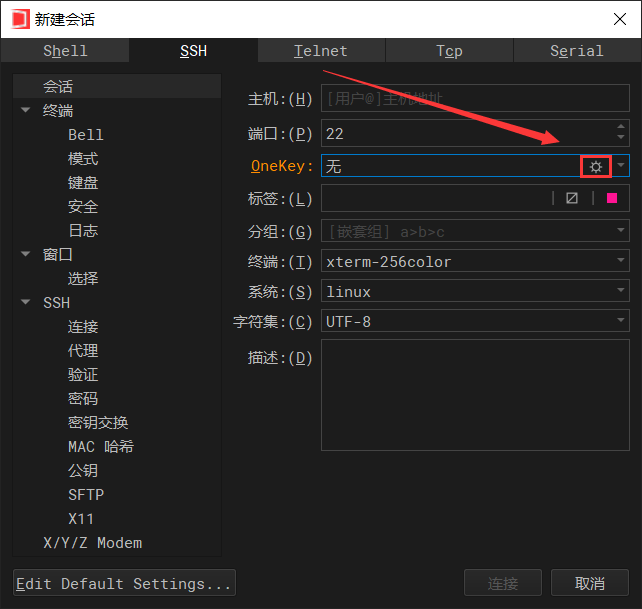 新建会话
Shell SSH Telnet Tcp Serial
会话
终端
Bell
模式
键盘
安全
日志
窗口
选择
SSH
连接
代理
验证
密码
密钥交换
MAC 哈希
公钥
SFTP
X11
X/Y/Z Modem
主机:(H) [用户@]主机地址
端口:(P) 22
OneKey: 无
标签:(L)
分组:(G) [嵌套组] a>b>c
终端:(T) xterm-256color
系统:(S) linux
字符集:(C) UTF-8
描述:(D)
Edit Default Settings... 连接 取消